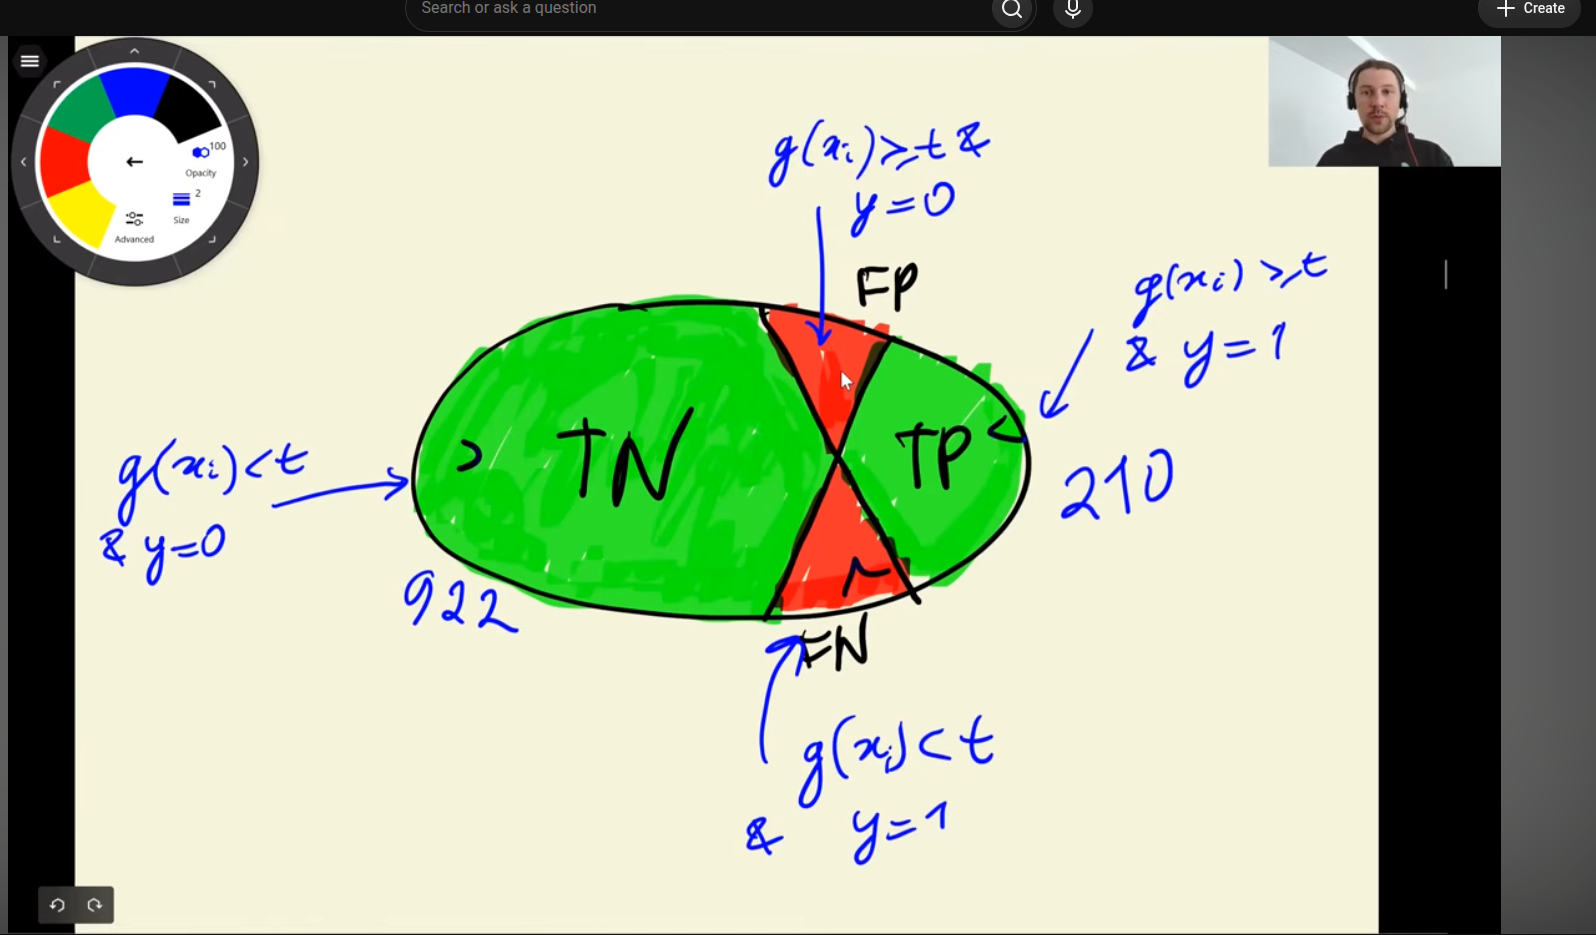 Search or ask a question
Create
100
Opacity
2
Size
Advanced
g(xi)≥t &
y=0
FP
g(xi)≥t
& y=1
TN
TP
g(xi)<t
& y=0
210
922
FN
g(xi)<t
& y=1